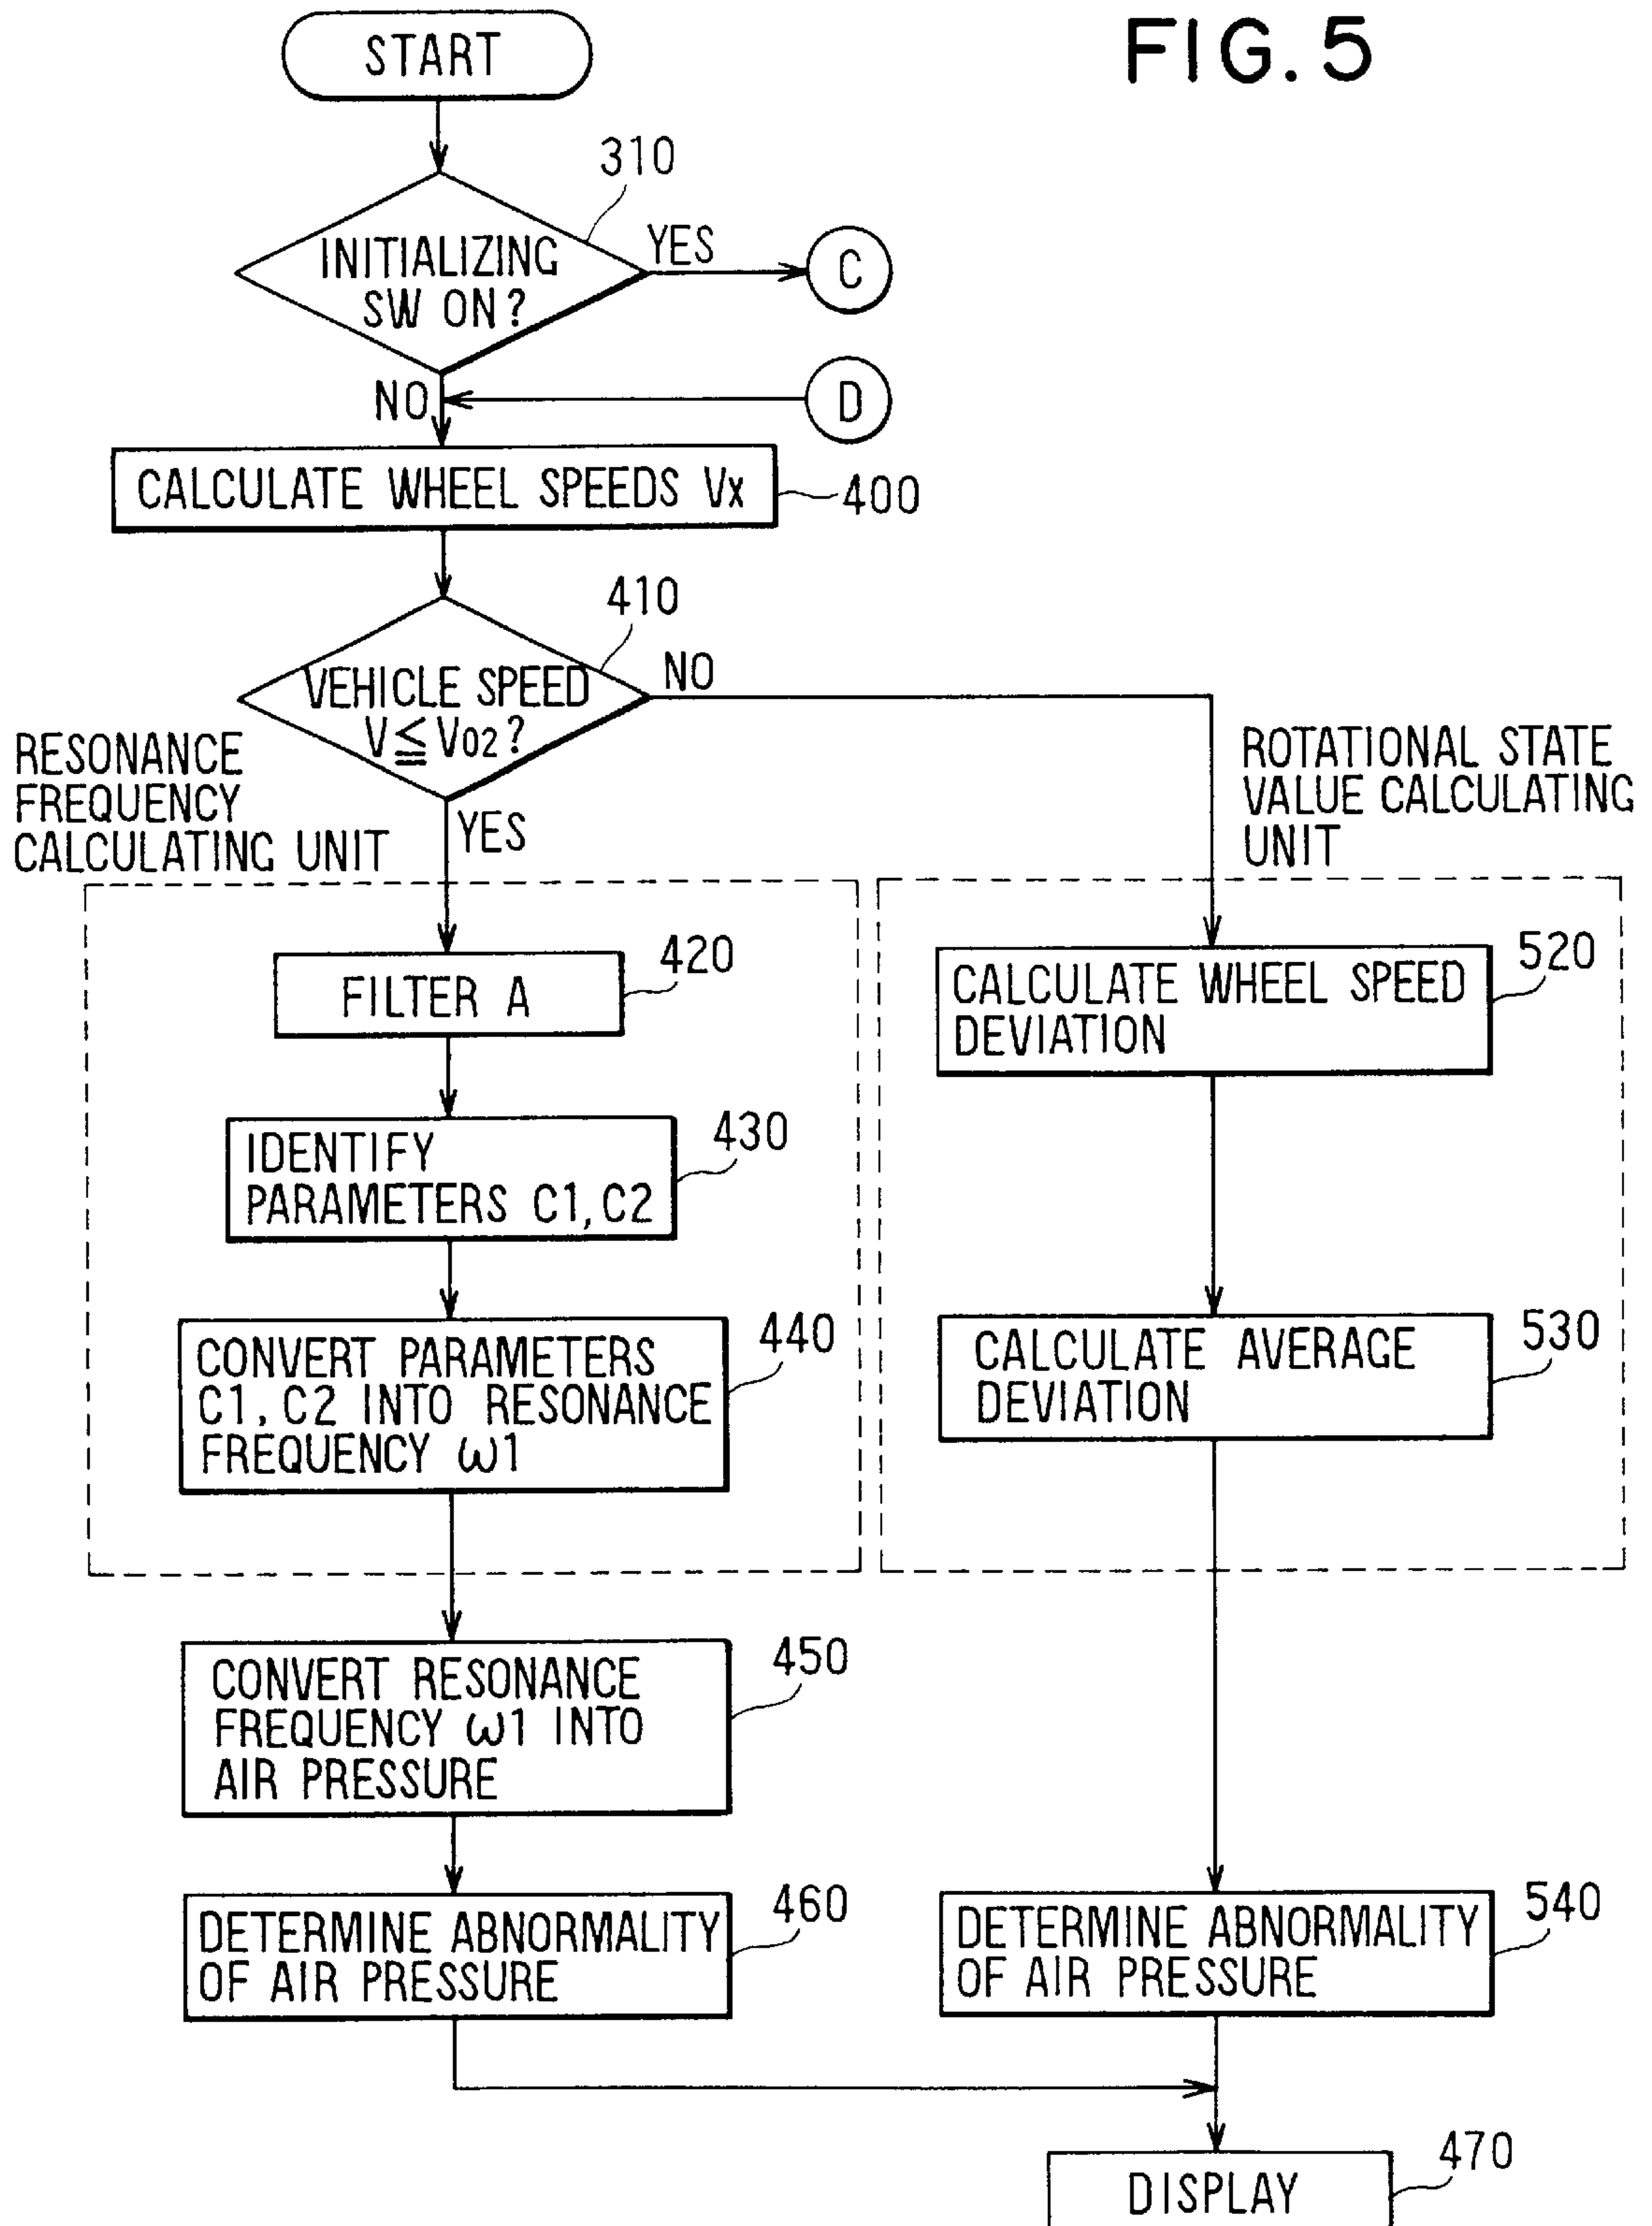 FIG. 5
START
310
INITIALIZING
SW ON?
YES
C
NO
D
CALCULATE WHEEL SPEEDS Vx
400
410
VEHICLE SPEED
V≦V02?
NO
YES
RESONANCE
FREQUENCY
CALCULATING UNIT
ROTATIONAL STATE
VALUE CALCULATING
UNIT
FILTER A
420
IDENTIFY
PARAMETERS C1, C2
430
CONVERT PARAMETERS
C1, C2 INTO RESONANCE
FREQUENCY ω1
440
CALCULATE WHEEL SPEED
DEVIATION
520
CALCULATE AVERAGE
DEVIATION
530
CONVERT RESONANCE
FREQUENCY ω1 INTO
AIR PRESSURE
450
DETERMINE ABNORMALITY
OF AIR PRESSURE
460
DETERMINE ABNORMALITY
OF AIR PRESSURE
540
DISPLAY
470